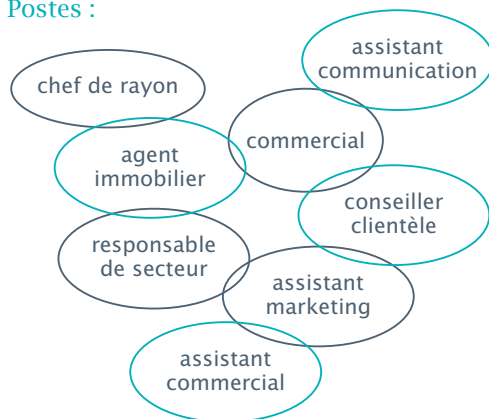 Postes :
assistant
communication
chef de rayon
commercial
agent
immobilier
conseiller
clientèle
responsable
de secteur
assistant
marketing
assistant
commercial